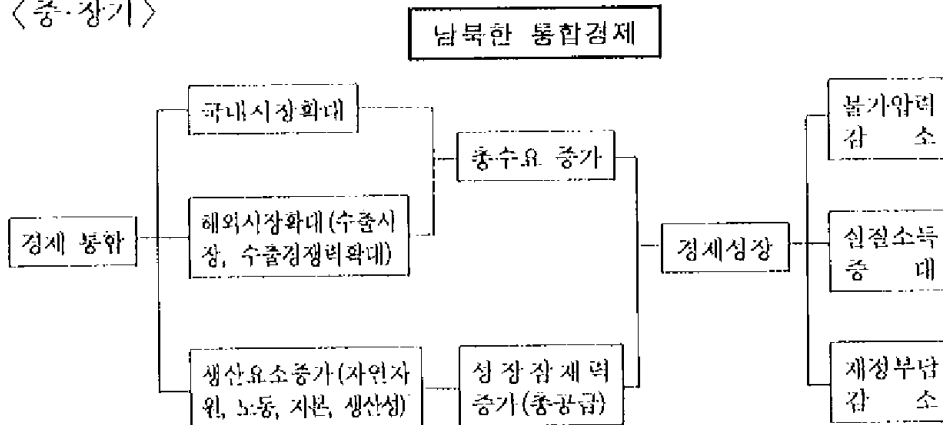 〈중·장기〉
남북한 통합경제
국내시장확대
물가압력
감 소
총수요 증가
경제 통합
해외시장확대(수출시
장, 수출경쟁력확대)
경제성장
실질소득
증 대
생산요소증가(자연자
원, 노동, 자본, 생산성)
성장잠재력
증가(총공급)
재정부담
감 소